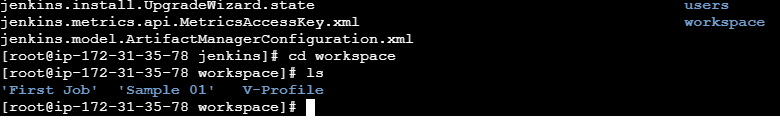 jenkins.install.UpgradeWizard.state users
jenkins.metrics.api.MetricsAccessKey.xml workspace
jenkins.model.ArtifactManagerConfiguration.xml
[root@ip-172-31-35-78 jenkins]# cd workspace
[root@ip-172-31-35-78 workspace]# ls
'First Job' 'Sample 01' V-Profile
[root@ip-172-31-35-78 workspace]#